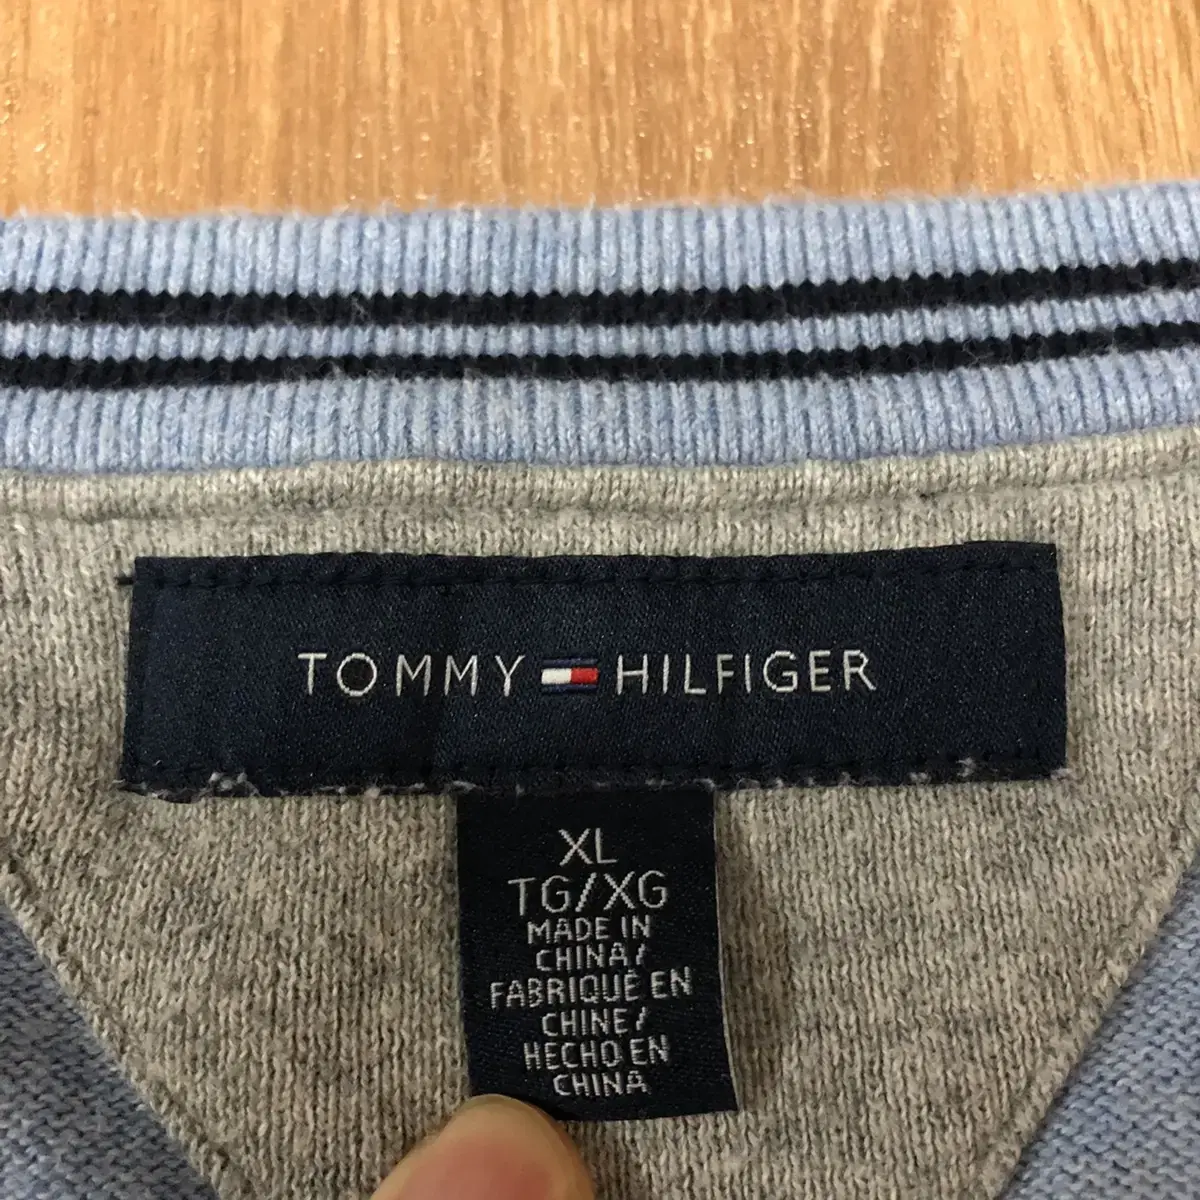 TOMMY HILFIGER
XL
TG/XG
MADE IN
CHINA/
FABRIQUÉ EN
CHINE/
HECHO EN
CHINA